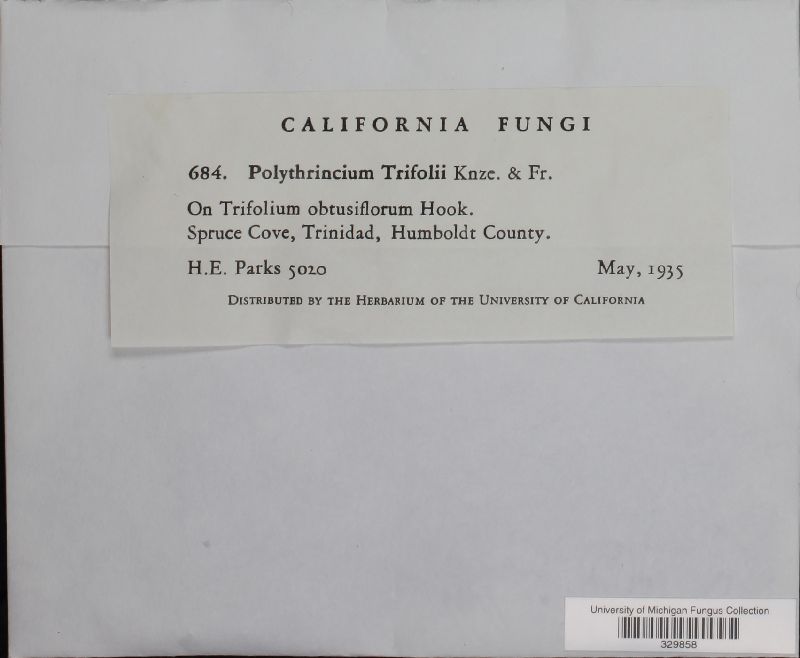 CALIFORNIA FUNGI
684. Polythrincium Trifolii Knze. & Fr.
On Trifolium obtusiflorum Hook.
Spruce Cove, Trinidad, Humboldt County.
H.E. Parks 5020 May, 1935
DISTRIBUTED BY THE HERBARIUM OF THE UNIVERSITY OF CALIFORNIA
University of Michigan Fungus Collection
329858